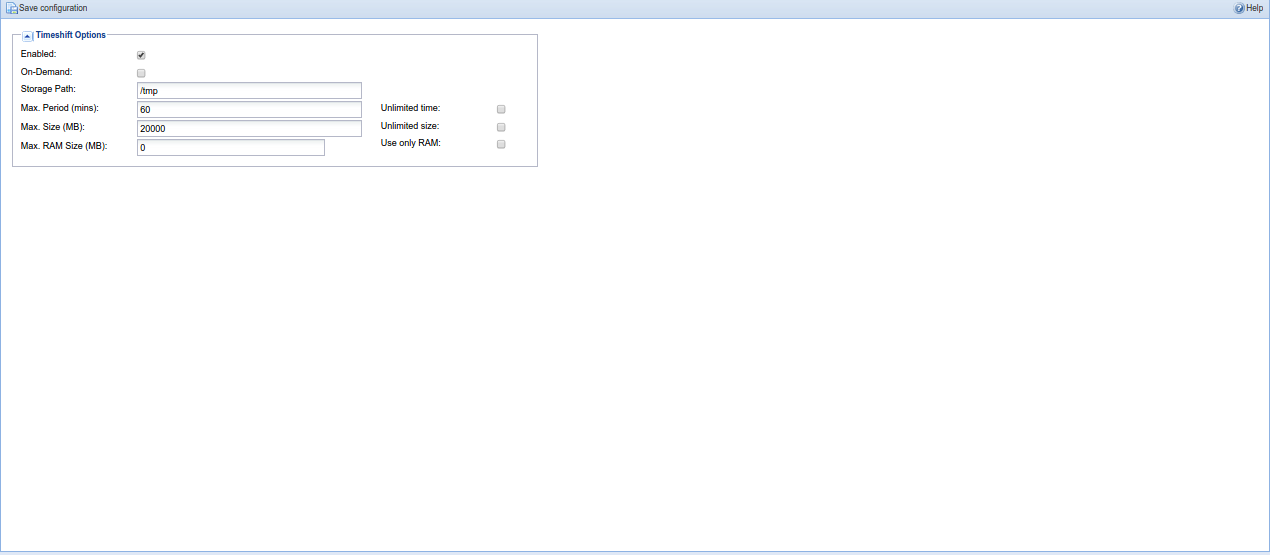 Save configuration Help
Timeshift Options
Enabled:
On-Demand:
Storage Path: /tmp
Max. Period (mins): 60 Unlimited time:
Max. Size (MB): 20000 Unlimited size:
Max. RAM Size (MB): 0 Use only RAM: